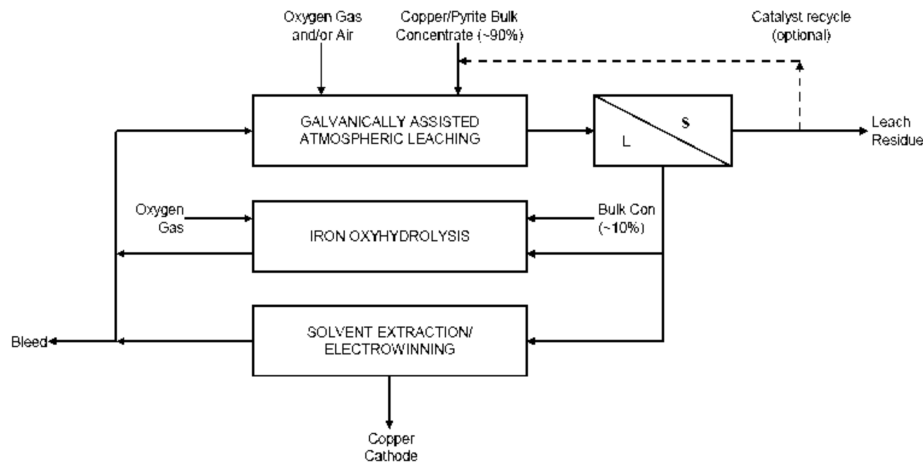 Oxygen Gas
and/or Air
Copper/Pyrite Bulk
Concentrate (~90%)
Catalyst recycle
(optional)
GALVANICALLY ASSISTED
ATMOSPHERIC LEACHING
S
L
Leach
Residue
Oxygen
Gas
IRON OXYHYDROLYSIS
Bulk Con
(~10%)
SOLVENT EXTRACTION/
ELECTROWINNING
Bleed
Copper
Cathode